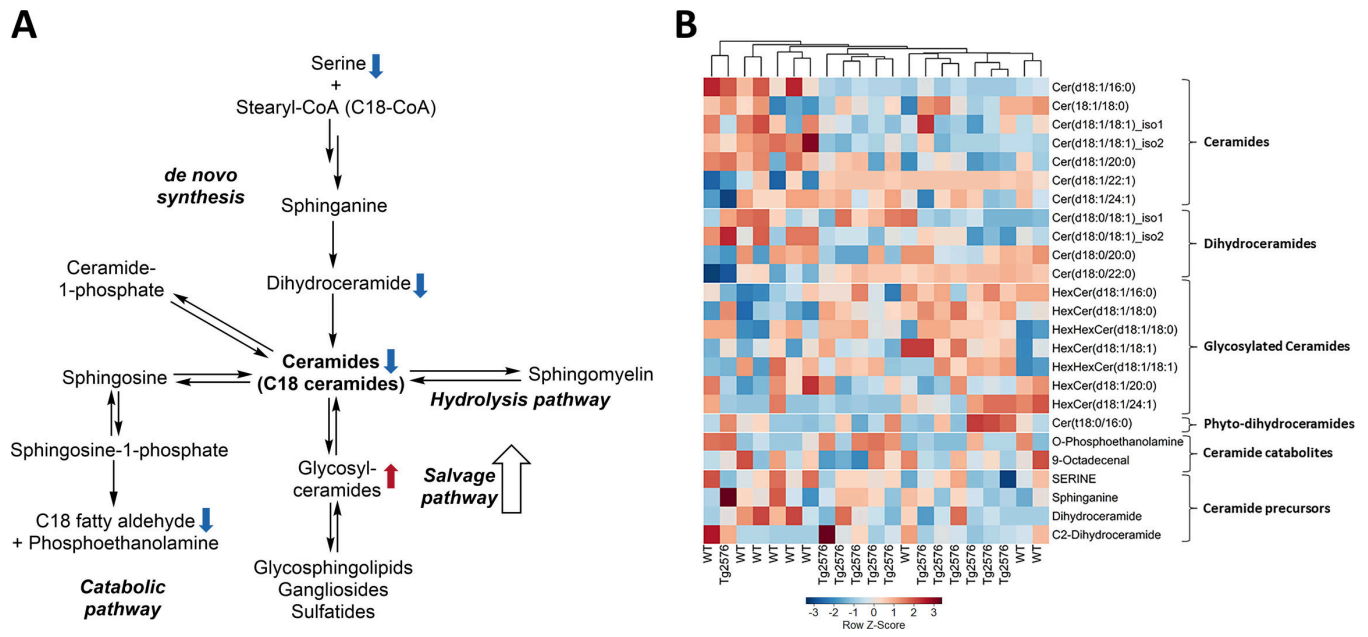 A
Serine
+
Stearyl-CoA (C18-CoA)
de novo
synthesis
Sphinganine
Ceramide-
1-phosphate
Dihydroceramide
Ceramides
(C18 ceramides)
Sphingosine
Sphingomyelin
Hydrolysis pathway
Sphingosine-1-phosphate
Glycosyl-
ceramides
Salvage
pathway
C18 fatty aldehyde
+ Phosphoethanolamine
Catabolic
pathway
Glycosphingolipids
Gangliosides
Sulfatides
B
Cer(d18:1/16:0)
Cer(18:1/18:0)
Cer(d18:1/18:1)_iso1
Cer(d18:1/18:1)_iso2
Cer(d18:1/20:0)
Cer(d18:1/22:1)
Cer(d18:1/24:1)
Ceramides
Cer(d18:0/18:1)_iso1
Cer(d18:0/18:1)_iso2
Cer(d18:0/20:0)
Cer(d18:0/22:0)
Dihydroceramides
HexCer(d18:1/16:0)
HexCer(d18:1/18:0)
HexHexCer(d18:1/18:0)
HexCer(d18:1/18:1)
HexHexCer(d18:1/18:1)
HexCer(d18:1/20:0)
HexCer(d18:1/24:1)
Glycosylated Ceramides
Cer(t18:0/16:0)
Phyto-dihydroceramides
O-Phosphoethanolamine
9-Octadecenal
Ceramide catabolites
SERINE
Sphinganine
Dihydroceramide
C2-Dihydroceramide
Ceramide precursors
WT
Tg2576
WT
WT
WT
WT
WT
Tg2576
Tg2576
Tg2576
Tg2576
Tg2576
WT
Tg2576
Tg2576
Tg2576
Tg2576
Tg2576
Tg2576
WT
WT
-3 -2 -1 0 1 2 3
Row Z-Score